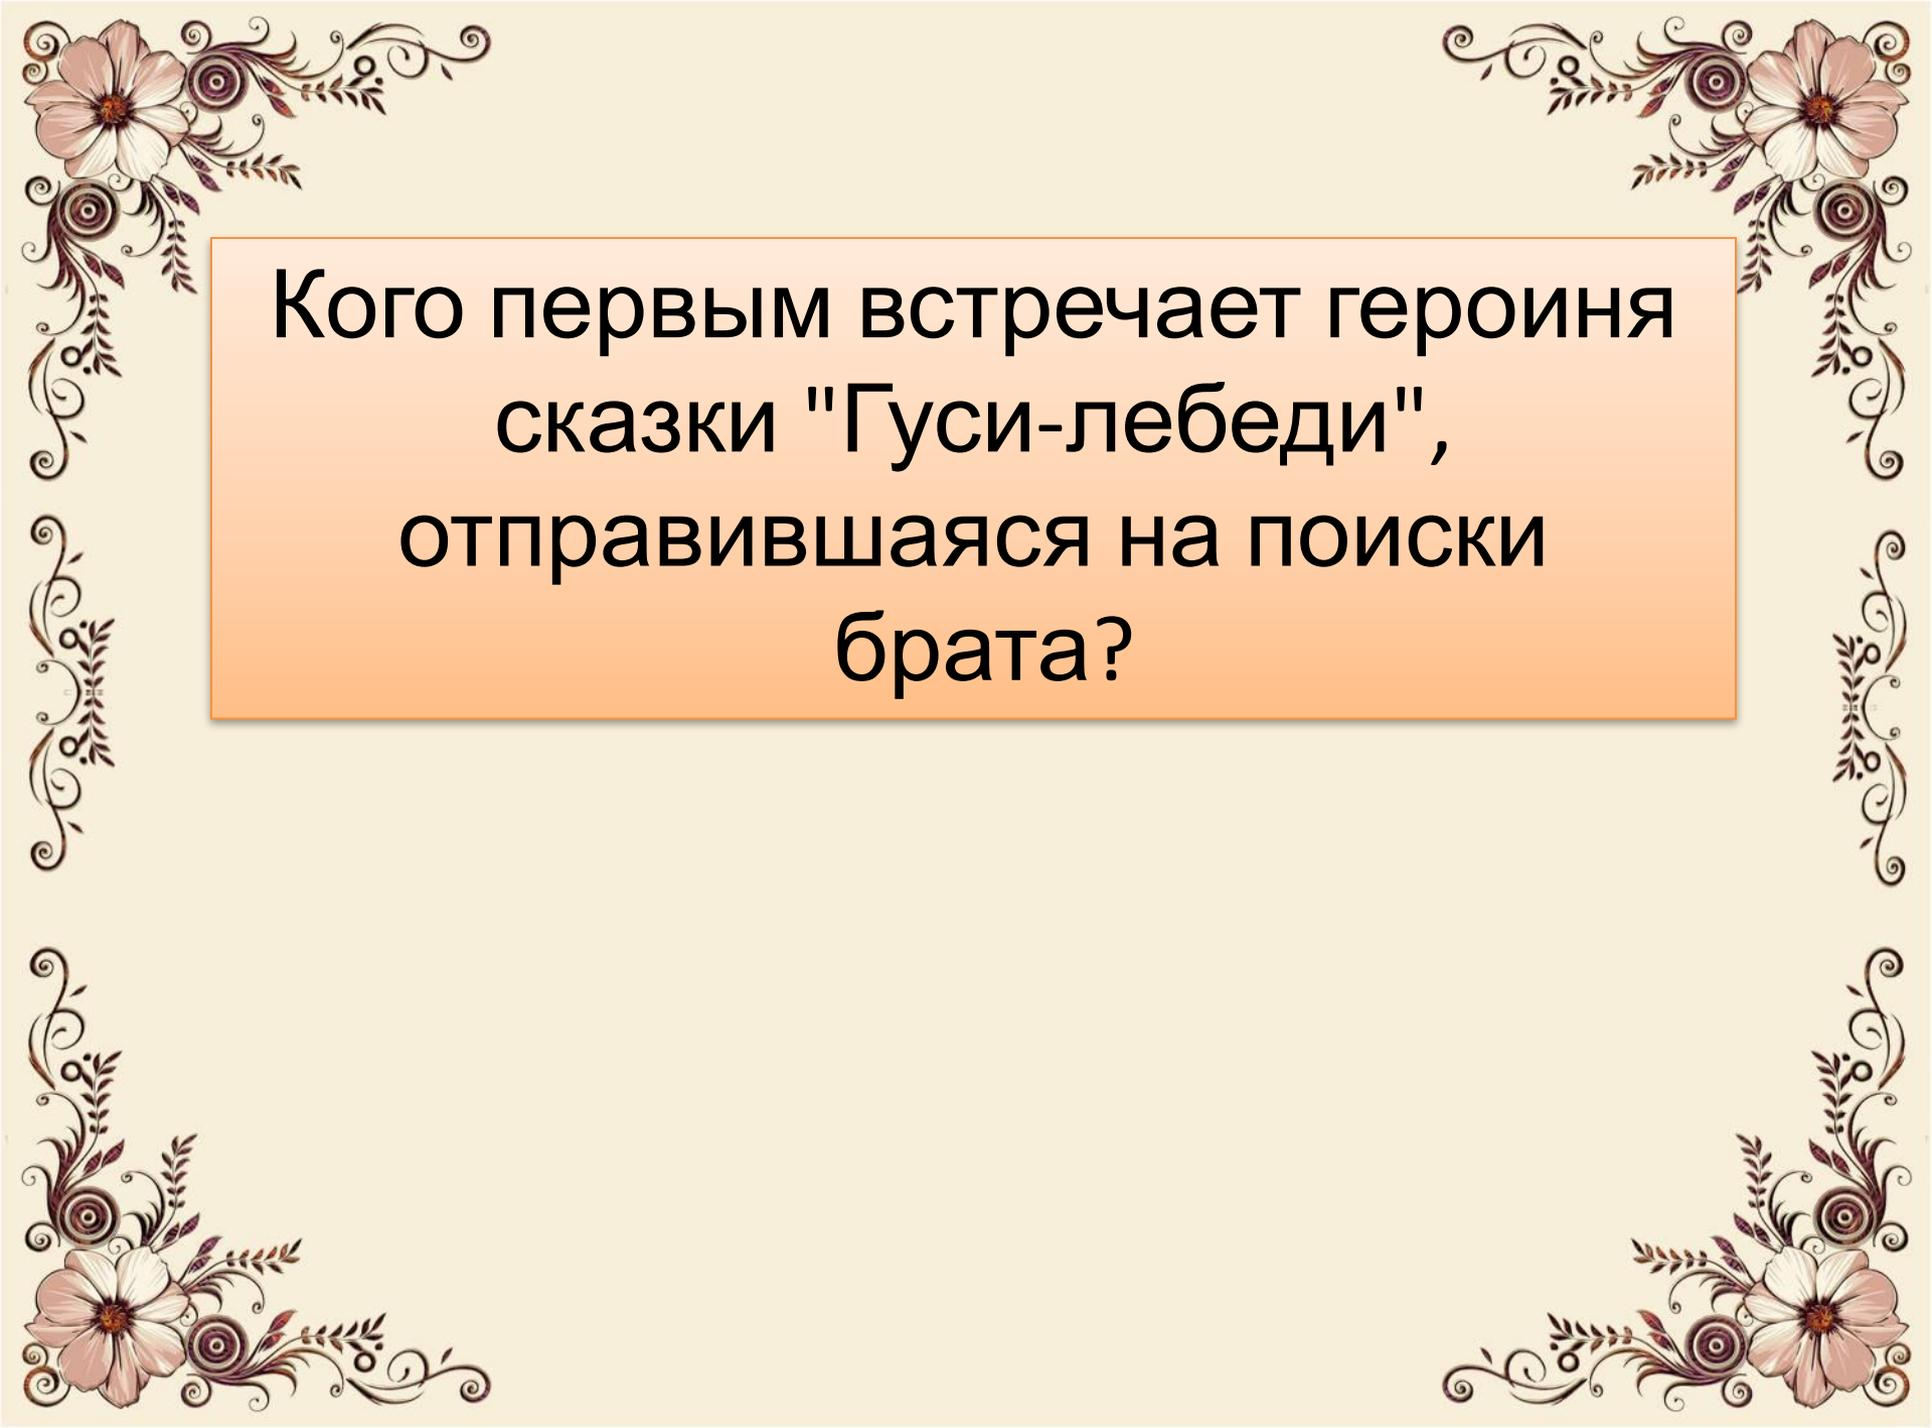 Кого первым встречает героиня
сказки "Гуси-лебеди",
отправившаяся на поиски
брата?